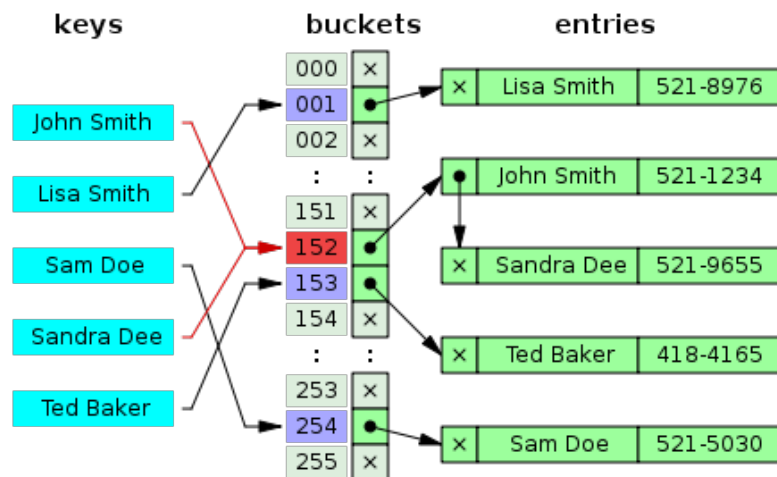 keys
buckets
entries
John Smith
Lisa Smith
Sam Doe
Sandra Dee
Ted Baker
000 ×
001
002 ×
: :
151 ×
152
153
154 ×
: :
253 ×
254
255 ×
× Lisa Smith 521-8976
John Smith 521-1234
× Sandra Dee 521-9655
× Ted Baker 418-4165
× Sam Doe 521-5030